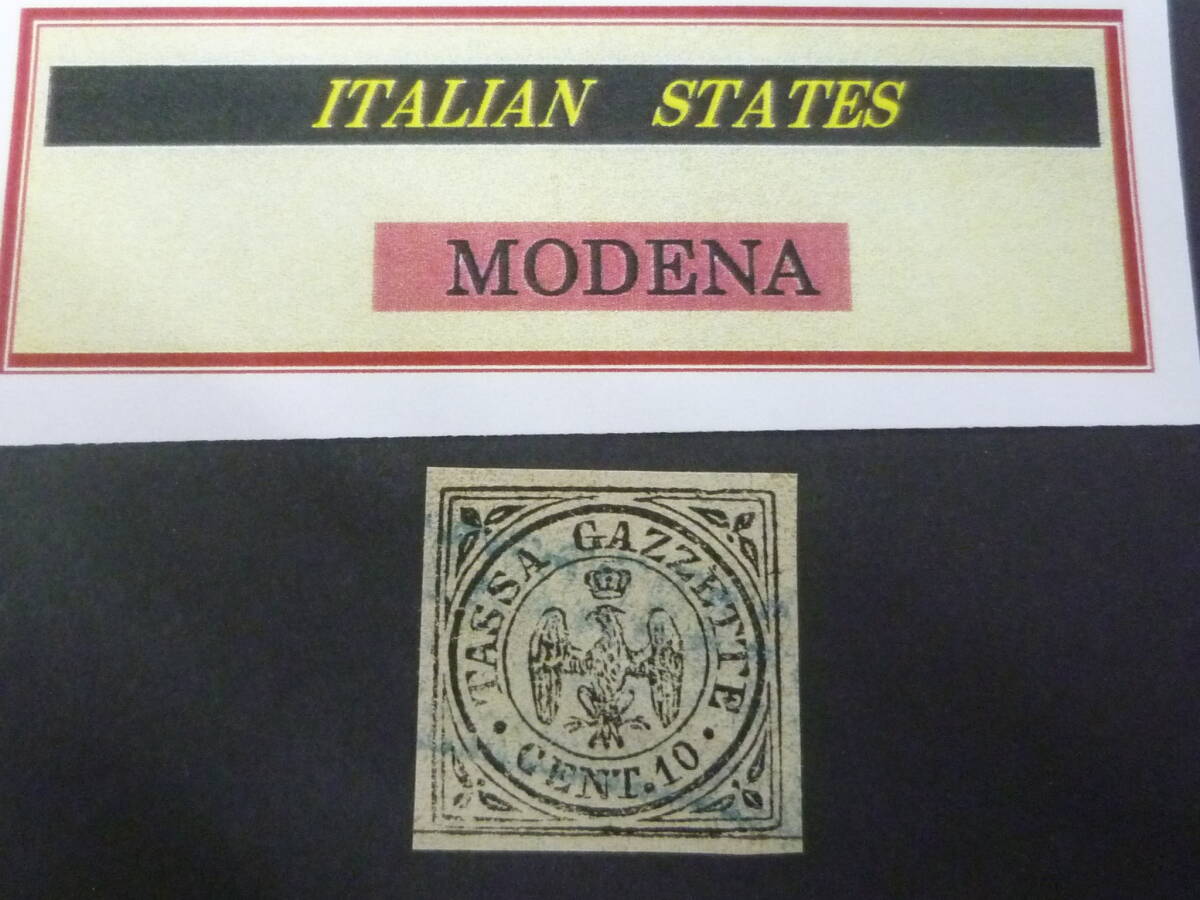 ITALIAN STATES
MODENA
TASSA GAZZETTE
• CENT. 10 •